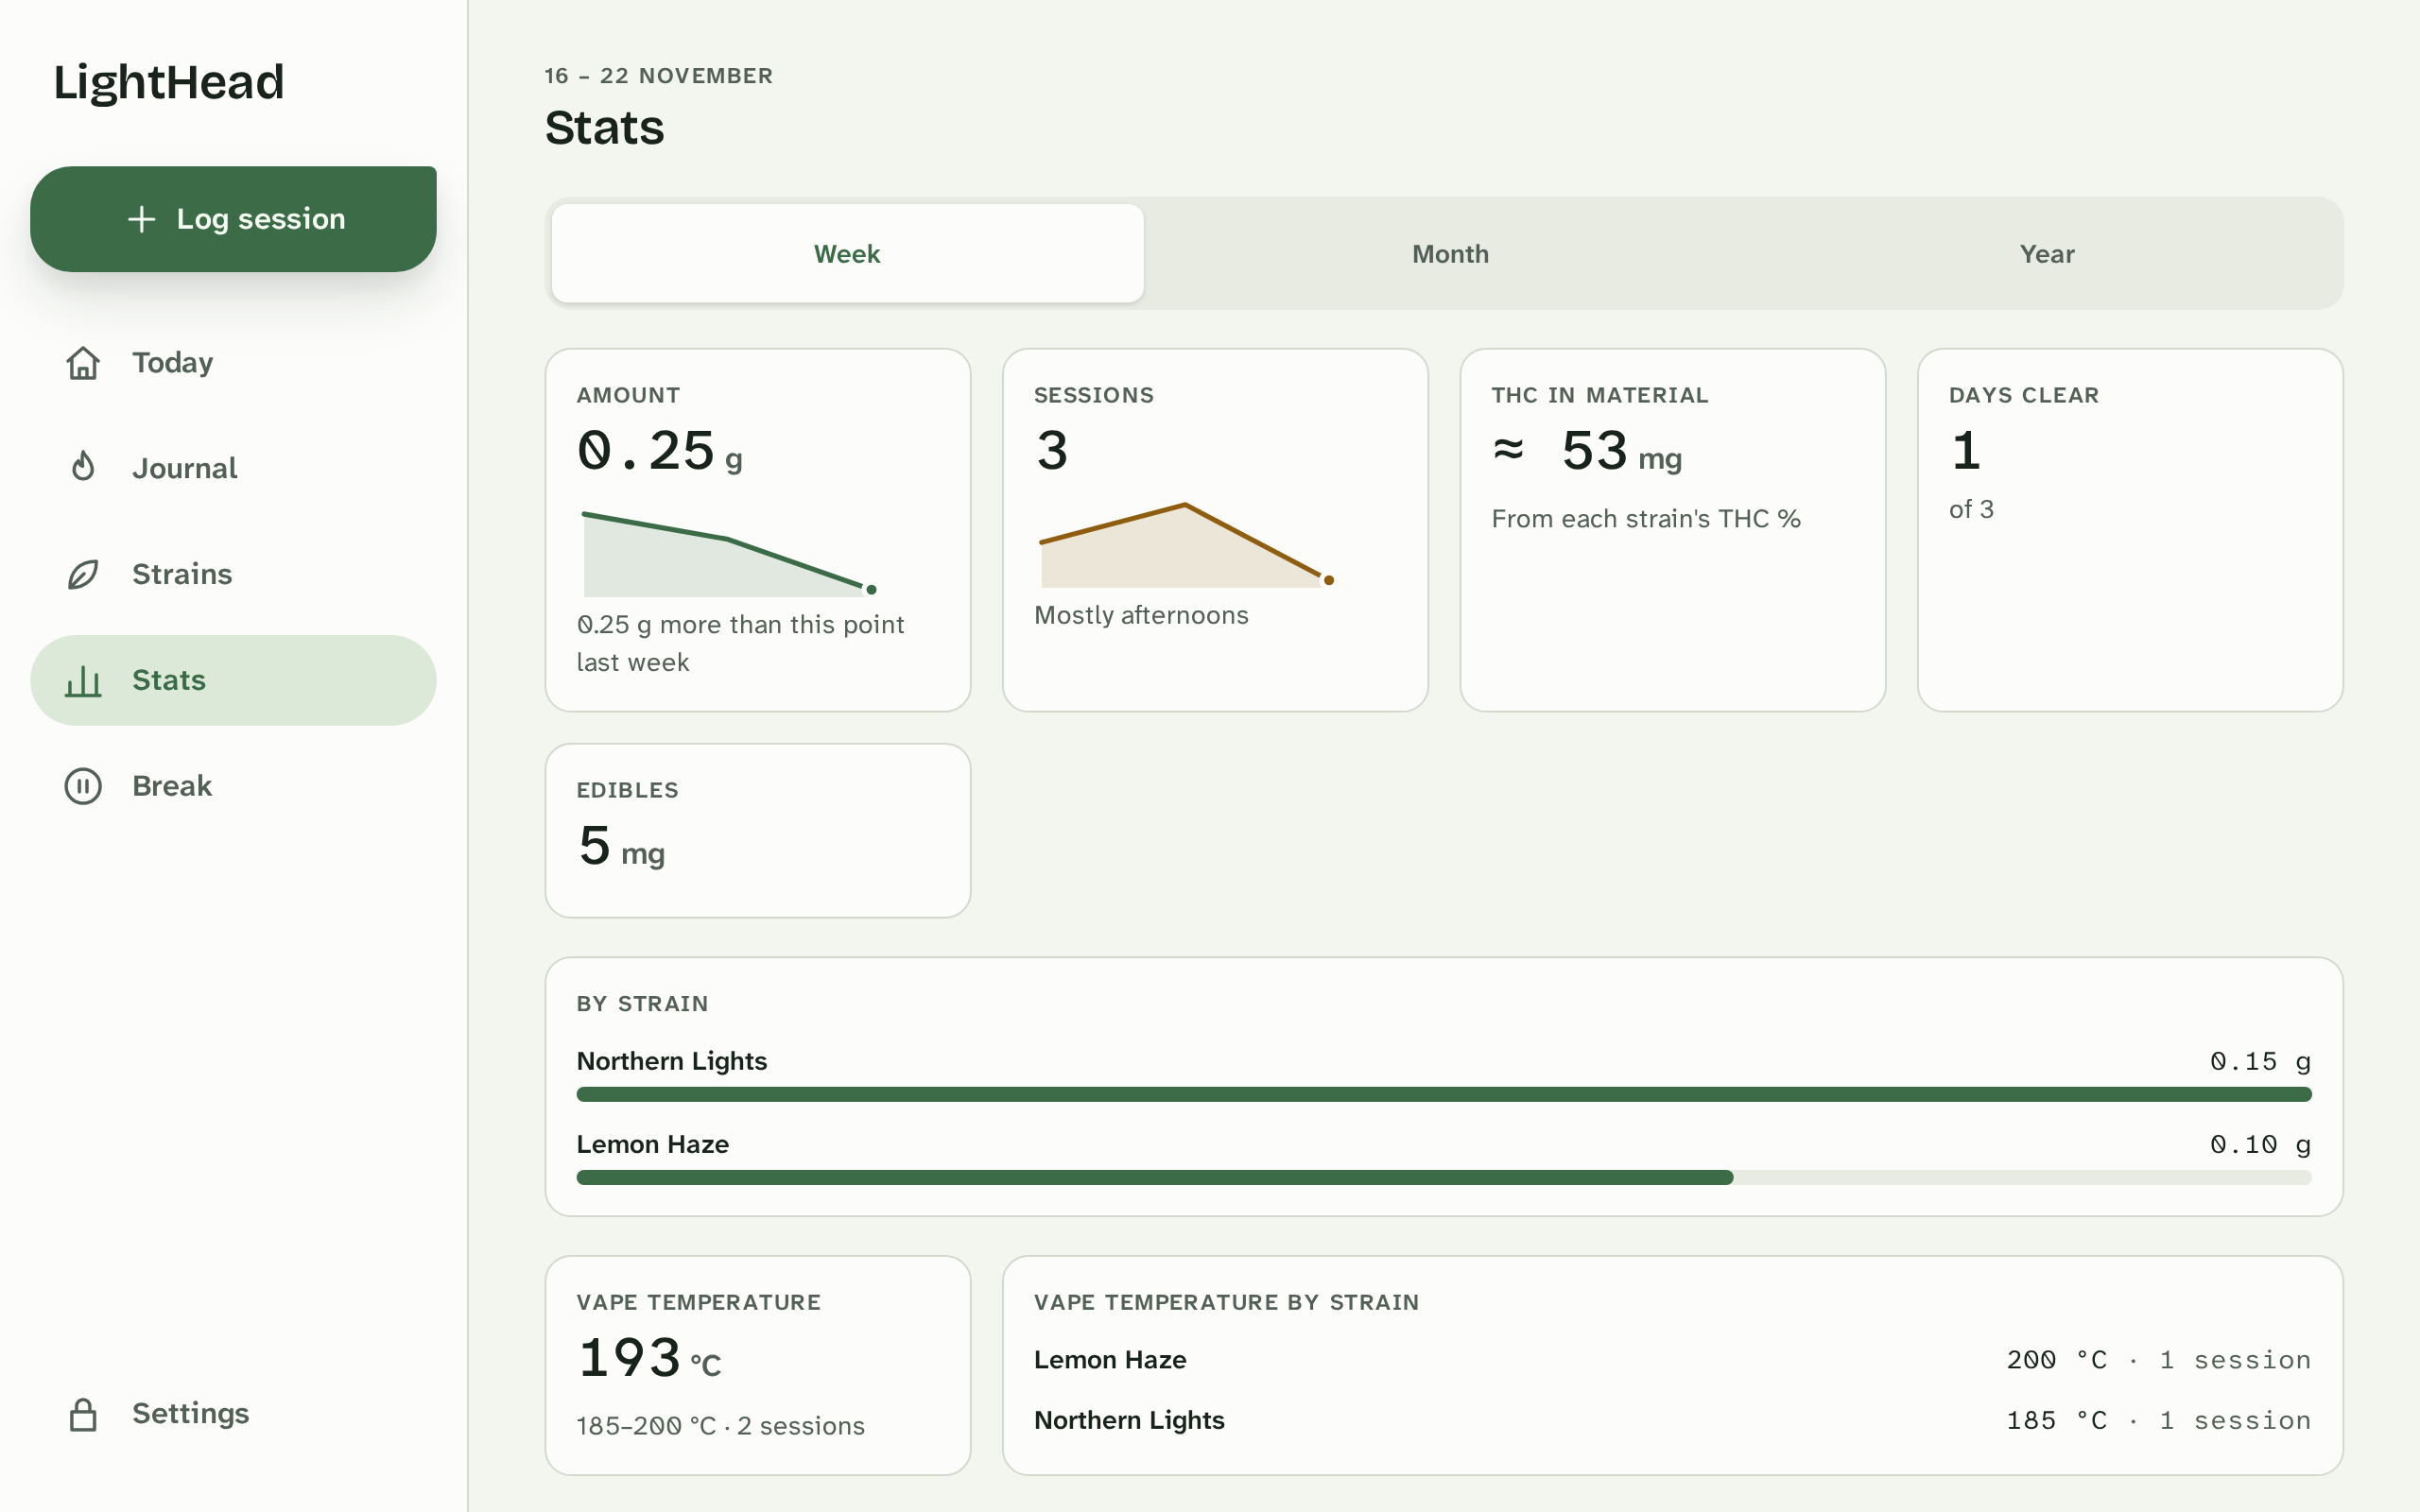 LightHead
Log session
Today
Journal
Strains
Stats
Break
Settings
16 – 22 NOVEMBER
Stats
Week
Month
Year
AMOUNT
0.25 g
0.25 g more than this point
last week
SESSIONS
3
Mostly afternoons
THC IN MATERIAL
≈ 53 mg
From each strain's THC %
DAYS CLEAR
1
of 3
EDIBLES
5 mg
BY STRAIN
Northern Lights 0.15 g
Lemon Haze 0.10 g
VAPE TEMPERATURE
193 °C
185–200 °C · 2 sessions
VAPE TEMPERATURE BY STRAIN
Lemon Haze 200 °C · 1 session
Northern Lights 185 °C · 1 session